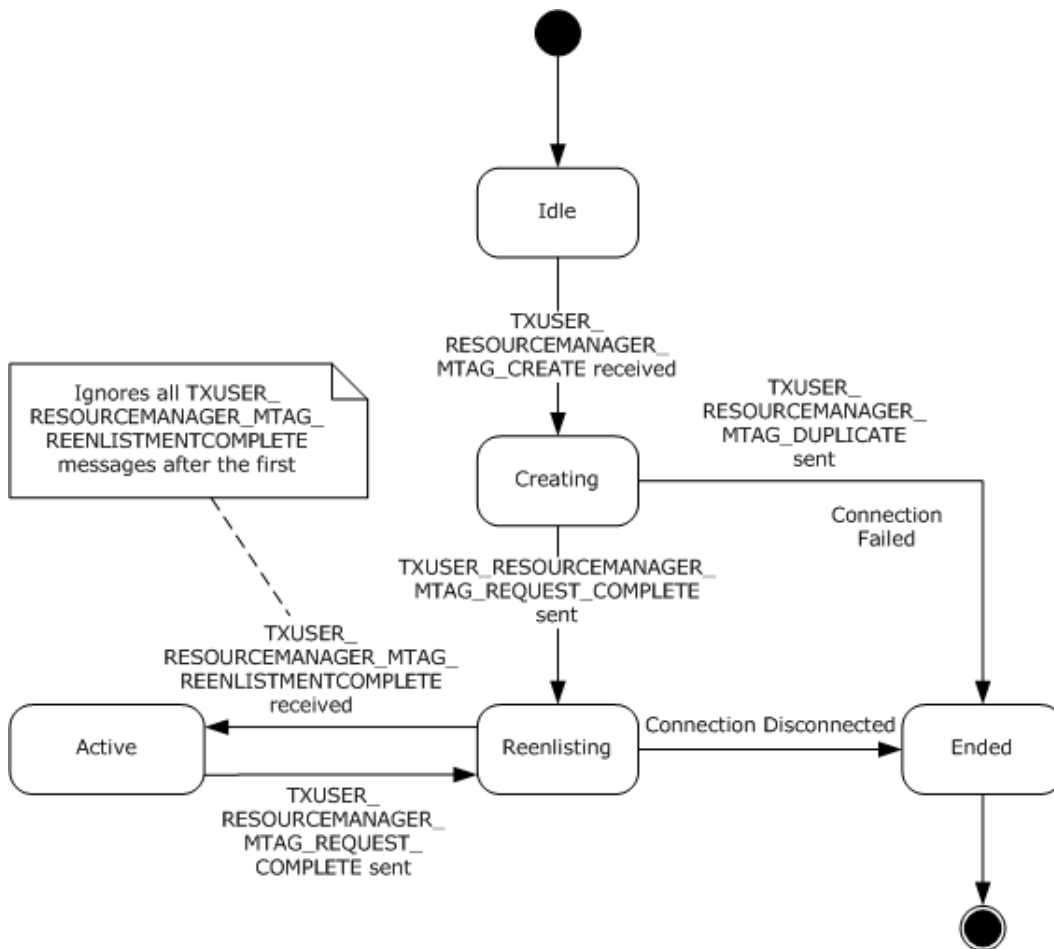 Idle
TXUSER_
RESOURCEMANAGER_
MTAG_CREATE received
Ignores all TXUSER_
RESOURCEMANAGER_MTAG_
REENLISTMENTCOMPLETE
messages after the first
TXUSER_
RESOURCEMANAGER_
MTAG_DUPLICATE
sent
Creating
Connection
Failed
TXUSER_RESOURCEMANAGER_
MTAG_REQUEST_COMPLETE
sent
TXUSER_
RESOURCEMANAGER_MTAG_
REENLISTMENTCOMPLETE
received
Active
Reenlisting
Connection Disconnected
Ended
TXUSER_
RESOURCEMANAGER_
MTAG_REQUEST_
COMPLETE sent